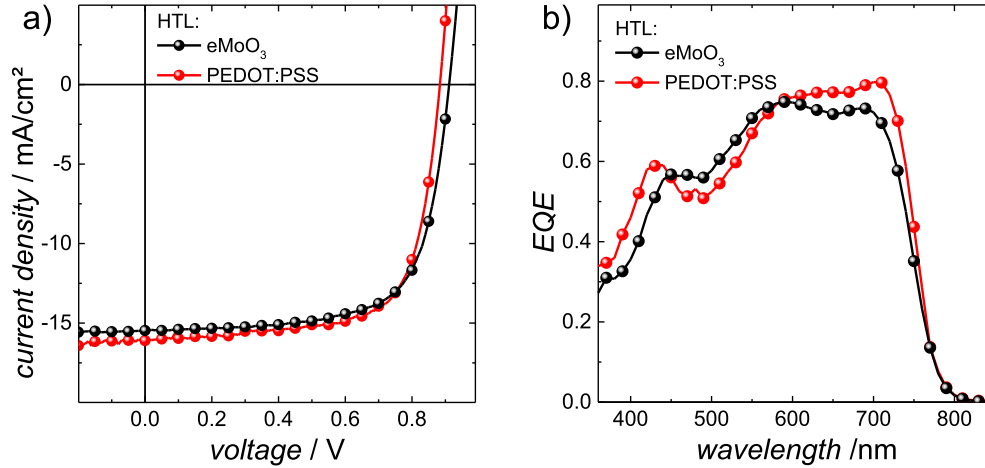 a)
HTL:
eMoO₃
PEDOT:PSS
0
-5
-10
-15
0.0 0.2 0.4 0.6 0.8
current density / mA/cm²
voltage / V
b)
HTL:
eMoO₃
PEDOT:PSS
0.8
0.6
0.4
0.2
0.0
400 500 600 700 800
EQE
wavelength /nm